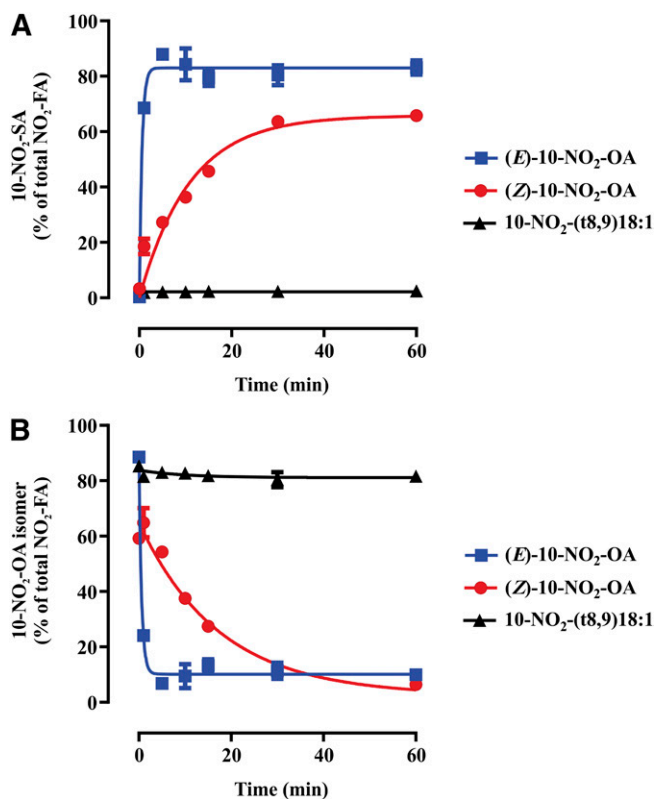 A
10-NO₂-SA
(% of total NO₂-FA)
100
80
60
40
20
0
0 20 40 60
Time (min)
(E)-10-NO₂-OA
(Z)-10-NO₂-OA
10-NO₂-(t8,9)18:1
B
10-NO₂-OA isomer
(% of total NO₂-FA)
100
80
60
40
20
0
0 20 40 60
Time (min)
(E)-10-NO₂-OA
(Z)-10-NO₂-OA
10-NO₂-(t8,9)18:1